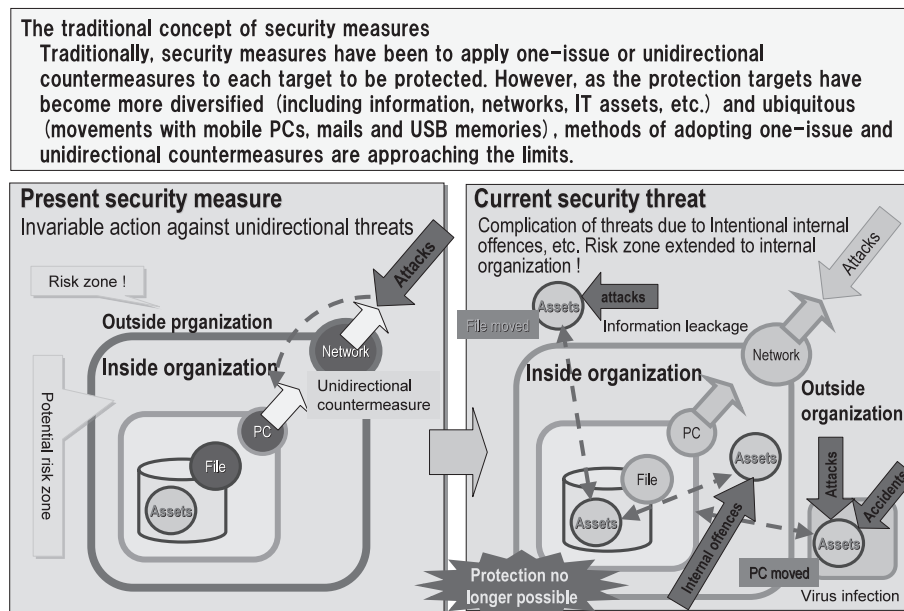 The traditional concept of security measures
Traditionally, security measures have been to apply one-issue or unidirectional
countermeasures to each target to be protected. However, as the protection targets have
become more diversified (including information, networks, IT assets, etc.) and ubiquitous
(movements with mobile PCs, mails and USB memories), methods of adopting one-issue and
unidirectional countermeasures are approaching the limits.
Present security measure
Invariable action against unidirectional threats
Attacks
Risk zone !
Outside prganization
Network
Inside organization
Unidirectional
countermeasure
Potential risk zone
PC
File
Assets
Current security threat
Complication of threats due to Intentional internal
offences, etc. Risk zone extended to internal
organization !
Attacks
Assets
attacks
File moved
Information leackage
Network
Inside organization
Outside
organization
PC
Assets
File
Attacks
Accidents
Assets
Internal offences
Assets
PC moved
Virus infection
Protection no
longer possible